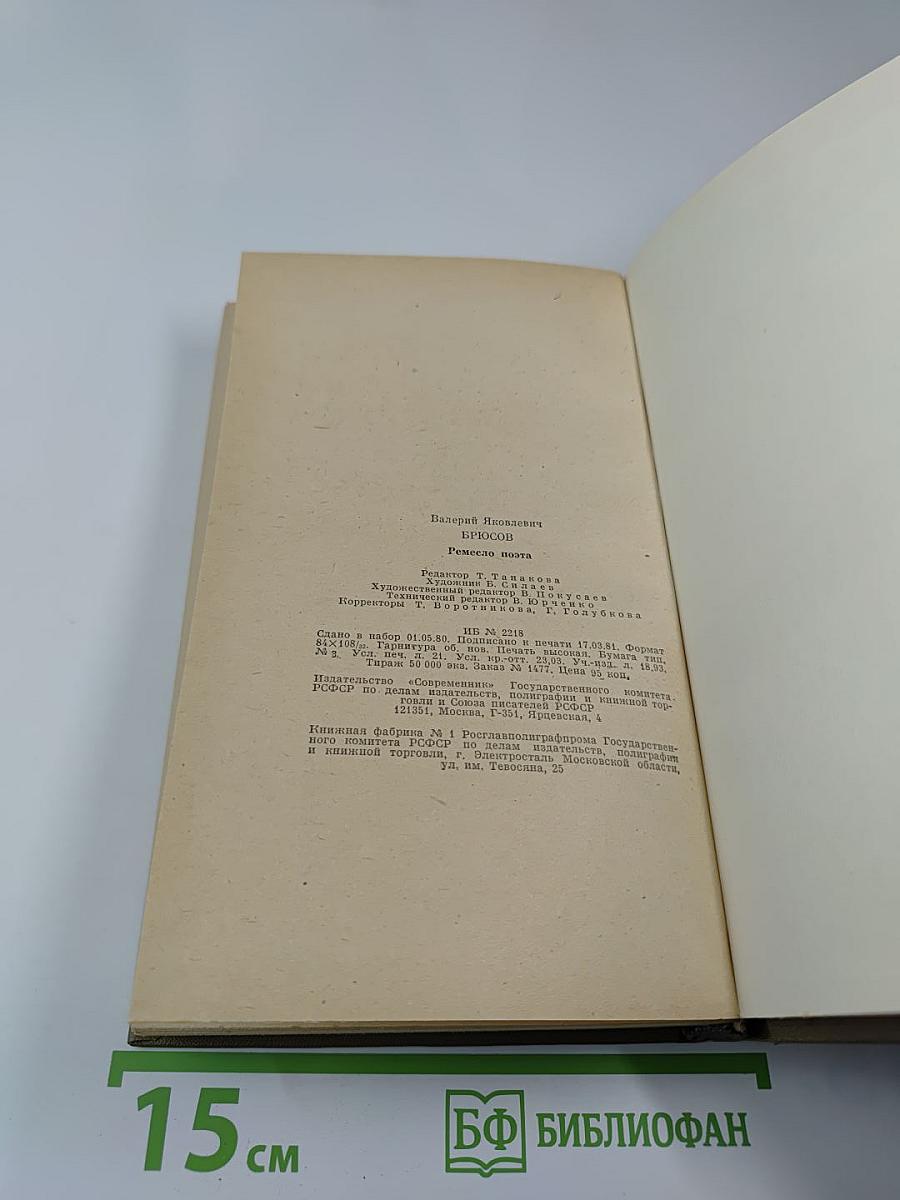 Валерий Яковлевич
БРЮСОВ
Ремесло поэта
Редактор Т. Танакова
Художник Б. Силаев
Художественный редактор В. Покусаев
Технический редактор В. Юрченко
Корректоры Т. Воротникова, Г. Голубкова
ИБ № 2218
Сдано в набор 01.05.80. Подписано к печати 17.03.81. Формат
84×108/32. Гарнитура об. нов. Печать высокая. Бумага тип.
№ 3. Усл. печ. л. 21. Усл. кр.-отт. 23,03. Уч.-изд. л. 18,93.
Тираж 50 000 экз. Заказ № 1477. Цена 95 коп.
Издательство «Современник» Государственного комитета
РСФСР по делам издательств, полиграфии и книжной тор-
говли и Союза писателей РСФСР
121351, Москва, Г-351, Ярцевская, 4
Книжная фабрика № 1 Росглавполиграфпрома Государствен-
ного комитета РСФСР по делам издательств, полиграфии
и книжной торговли, г. Электросталь Московской области,
ул. им. Тевосяна, 25
15 см
БФ БИБЛИОФАН